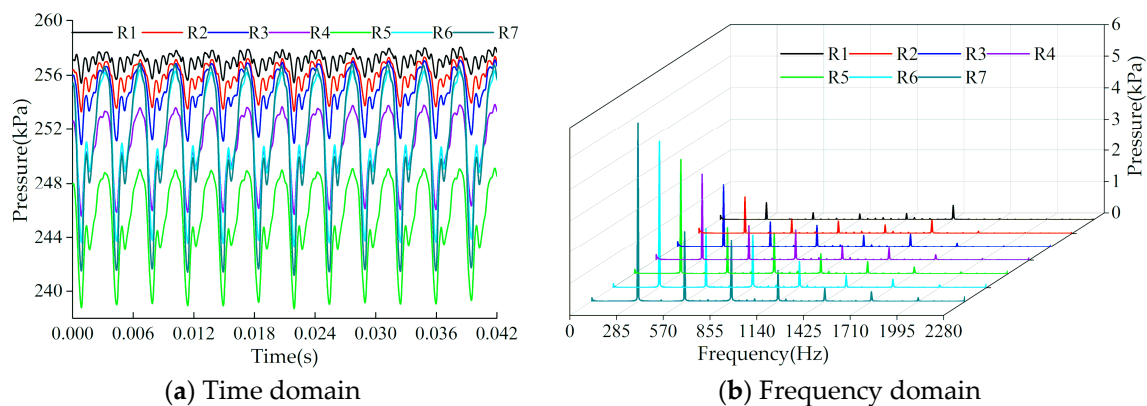 260
256
252
248
244
240
Pressure(kPa)
R1 R2 R3 R4 R5 R6 R7
0.000 0.006 0.012 0.018 0.024 0.030 0.036 0.042
Time(s)
(a) Time domain
R1 R2 R3 R4
R5 R6 R7
6
5
4
3
2
1
0
Pressure(kPa)
0 285 570 855 1140 1425 1710 1995 2280
Frequency(Hz)
(b) Frequency domain